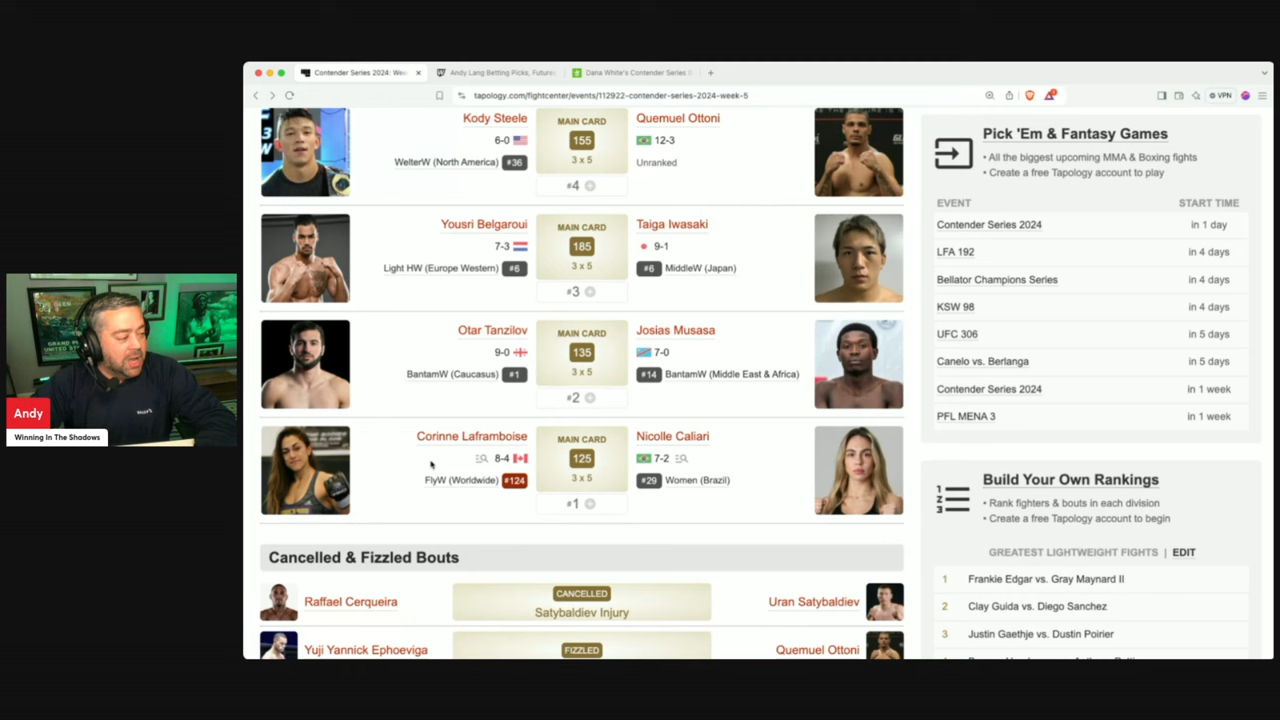 Contender Series 2024: Wee
Andy Lang Betting Picks, Future
Dana White's Contender Series
tapology.com/fightcenter/events/112922-contender-series-2024-week-5
VPN
Kody Steele
MAIN CARD
Quemuel Ottoni
6-0
155
12-3
WelterW (North America) #36
3 x 5
Unranked
#4
Yousri Belgaroui
MAIN CARD
Taiga Iwasaki
7-3
185
9-1
Light HW (Europe Western) #6
3 x 5
#6 MiddleW (Japan)
#3
Otar Tanzilov
MAIN CARD
Josias Musasa
9-0
135
7-0
BantamW (Caucasus) #1
3 x 5
#14 BantamW (Middle East & Africa)
#2
Corinne Laframboise
MAIN CARD
Nicolle Caliari
8-4
125
7-2
FlyW (Worldwide) #124
3 x 5
#29 Women (Brazil)
#1
Cancelled & Fizzled Bouts
Raffael Cerqueira
CANCELLED
Satybaldiev Injury
Uran Satybaldiev
Yuji Yannick Ephoeviga
FIZZLED
Quemuel Ottoni
Pick 'Em & Fantasy Games
• All the biggest upcoming MMA & Boxing fights
• Create a free Tapology account to play
EVENT START TIME
Contender Series 2024 in 1 day
LFA 192 in 4 days
Bellator Champions Series in 4 days
KSW 98 in 4 days
UFC 306 in 5 days
Canelo vs. Berlanga in 5 days
Contender Series 2024 in 1 week
PFL MENA 3 in 1 week
Build Your Own Rankings
• Rank fighters & bouts in each division
• Create a free Tapology account to begin
GREATEST LIGHTWEIGHT FIGHTS | EDIT
1 Frankie Edgar vs. Gray Maynard II
2 Clay Guida vs. Diego Sanchez
3 Justin Gaethje vs. Dustin Poirier
GRAND P
UNITED S
Andy
Winning In The Shadows